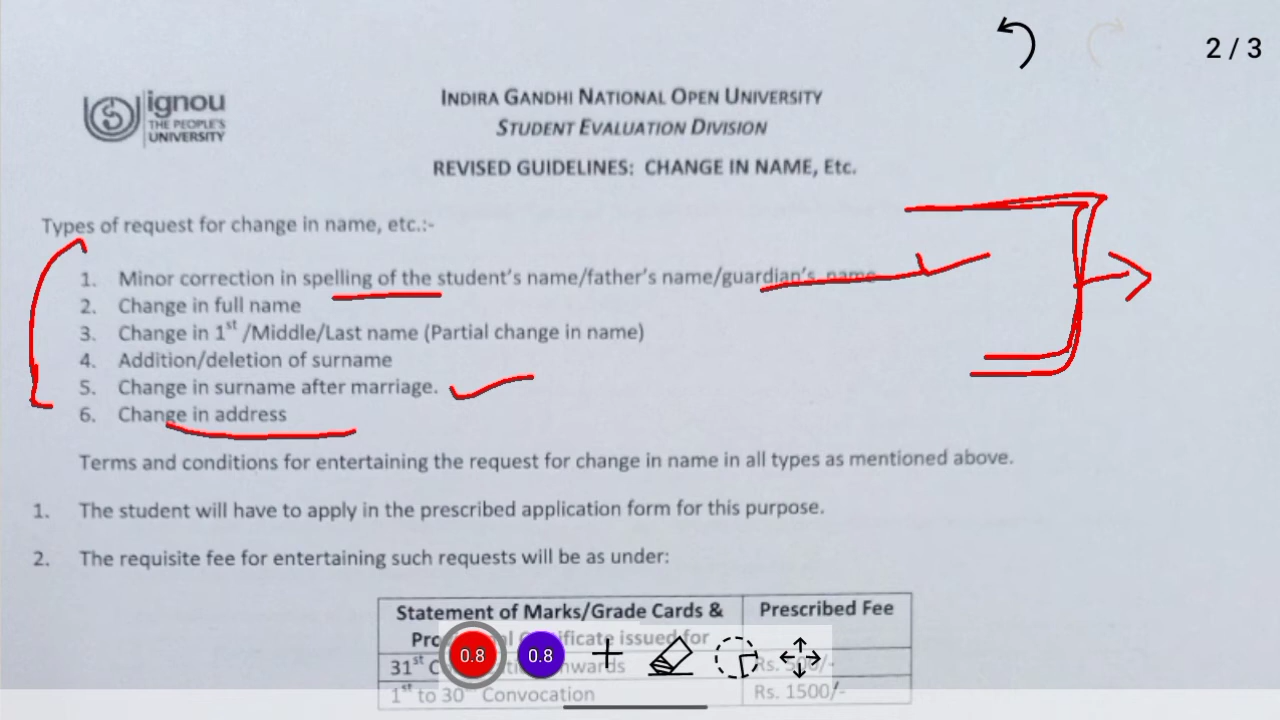 2 / 3
ignou
THE PEOPLE'S
UNIVERSITY
INDIRA GANDHI NATIONAL OPEN UNIVERSITY
STUDENT EVALUATION DIVISION
REVISED GUIDELINES: CHANGE IN NAME, Etc.
Types of request for change in name, etc.:-
1. Minor correction in spelling of the student's name/father's name/guardian's name
2. Change in full name
3. Change in 1st /Middle/Last name (Partial change in name)
4. Addition/deletion of surname
5. Change in surname after marriage.
6. Change in address
Terms and conditions for entertaining the request for change in name in all types as mentioned above.
1. The student will have to apply in the prescribed application form for this purpose.
2. The requisite fee for entertaining such requests will be as under:
Statement of Marks/Grade Cards & Prescribed Fee
issued for
0.8 0.8
31st Rs.
1st to 30 Convocation Rs. 1500/-